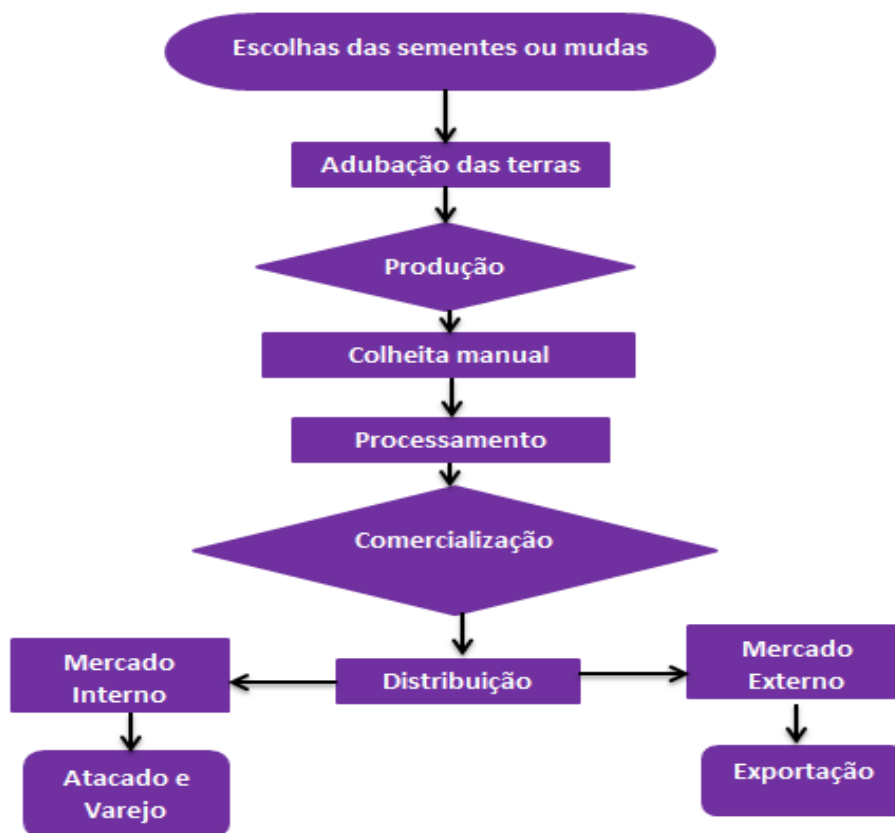 Escolhas das sementes ou mudas
Adubação das terras
Produção
Colheita manual
Processamento
Comercialização
Mercado
Interno
Distribuição
Mercado
Externo
Atacado e
Varejo
Exportação